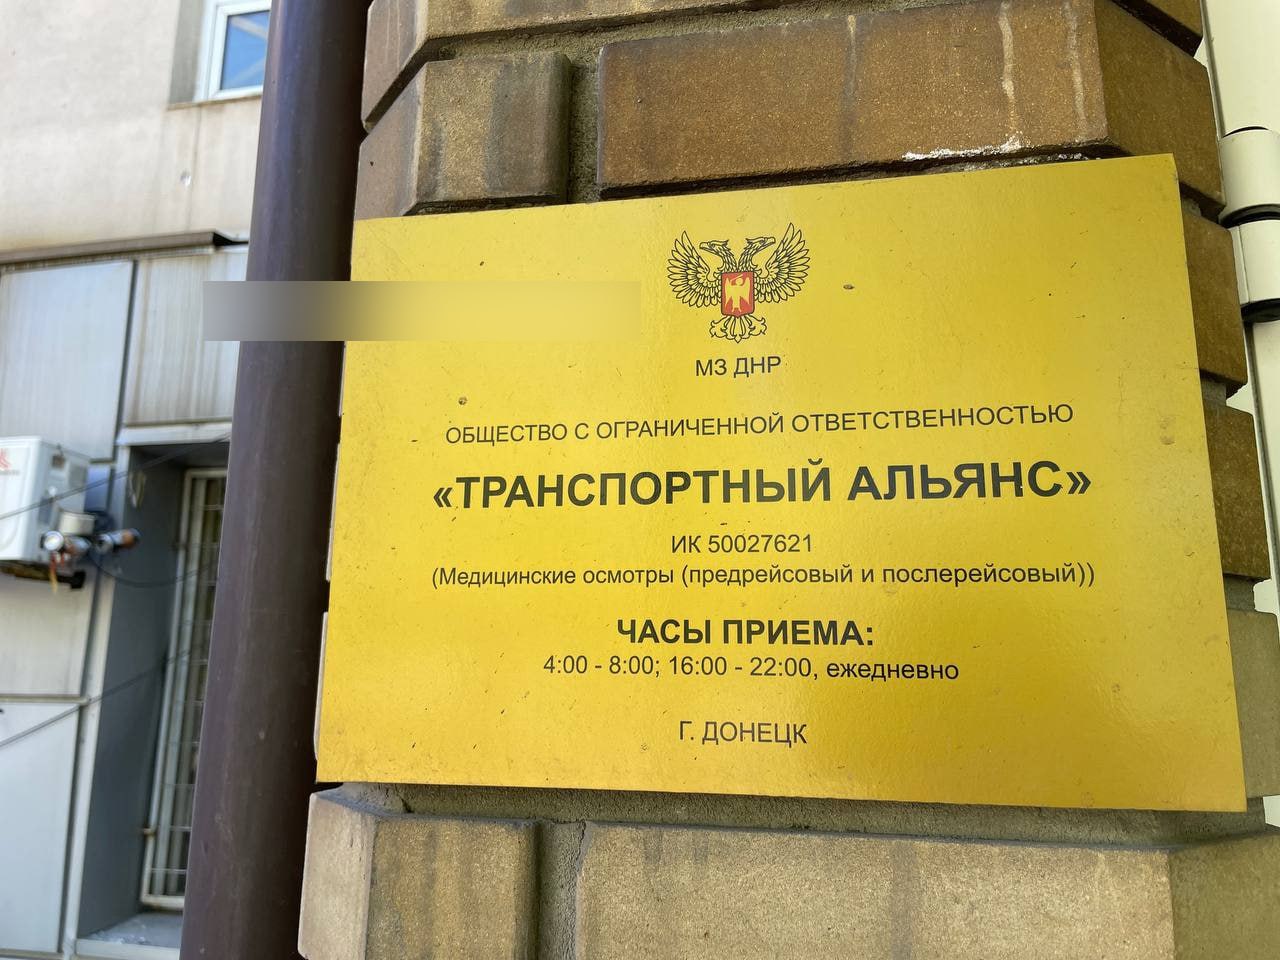 МЗ ДНР
ОБЩЕСТВО С ОГРАНИЧЕННОЙ ОТВЕТСТВЕННОСТЬЮ
«ТРАНСПОРТНЫЙ АЛЬЯНС»
ИК 50027621
(Медицинские осмотры (предрейсовый и послерейсовый))
ЧАСЫ ПРИЕМА:
4:00 - 8:00; 16:00 - 22:00, ежедневно
Г. ДОНЕЦК